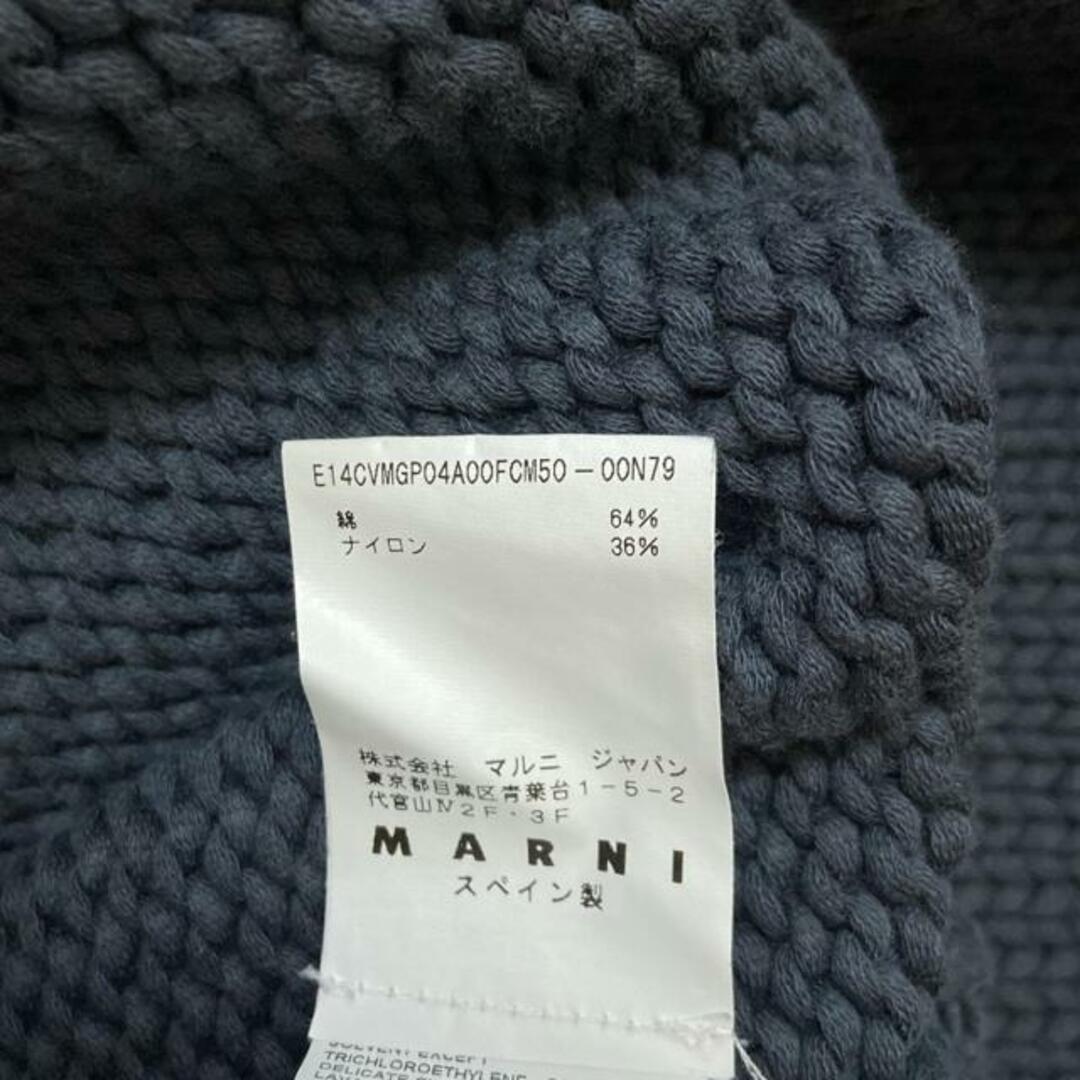 E14CVMGP04A00FCM50-00N79
綿 64%
ナイロン 36%
株式会社 マルニ ジャパン
東京都目黒区青葉台1-5-2
代官山Ⅳ2F・3F
MARNI
スペイン製
SOLVENT EXCEPT
TRICHLOROETHYLENE
DELICATE